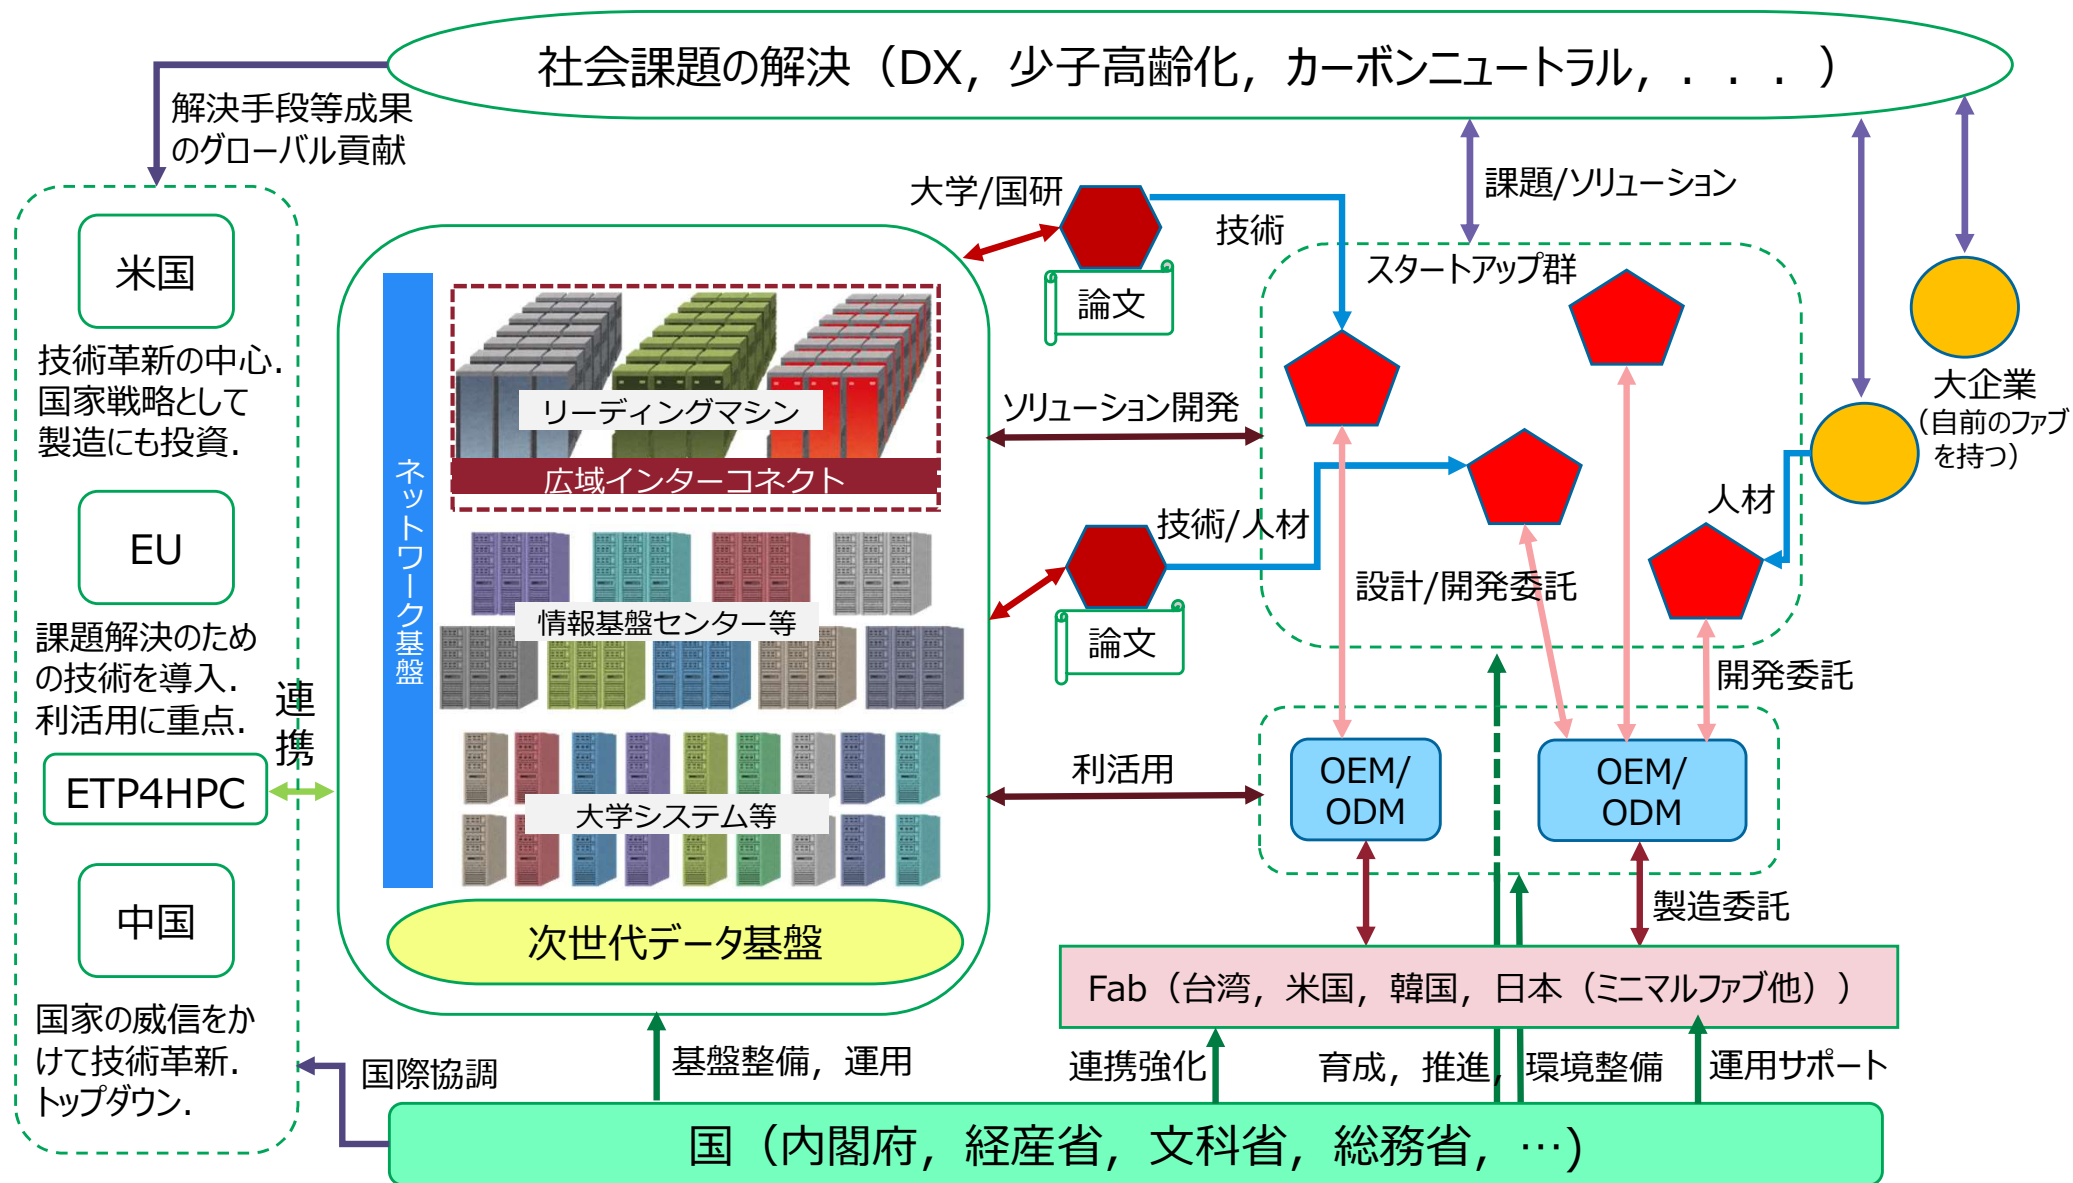 社会課題の解決（DX，少子高齢化，カーボンニュートラル，．．．）
解決手段等成果
のグローバル貢献
米国
技術革新の中心．
国家戦略として
製造にも投資．
EU
課題解決のため
の技術を導入．
利活用に重点．
ETP4HPC
連携
中国
国家の威信をか
けて技術革新．
トップダウン．
国際協調
ネットワーク基盤
リーディングマシン
広域インターコネクト
情報基盤センター等
大学システム等
次世代データ基盤
基盤整備，運用
大学/国研
論文
技術
課題/ソリューション
スタートアップ群
ソリューション開発
大企業
（自前のファブ
を持つ）
人材
技術/人材
論文
設計/開発委託
開発委託
利活用
OEM/
ODM
OEM/
ODM
製造委託
Fab（台湾，米国，韓国，日本（ミニマルファブ他））
連携強化
育成，推進，環境整備
運用サポート
国（内閣府，経産省，文科省，総務省，…)